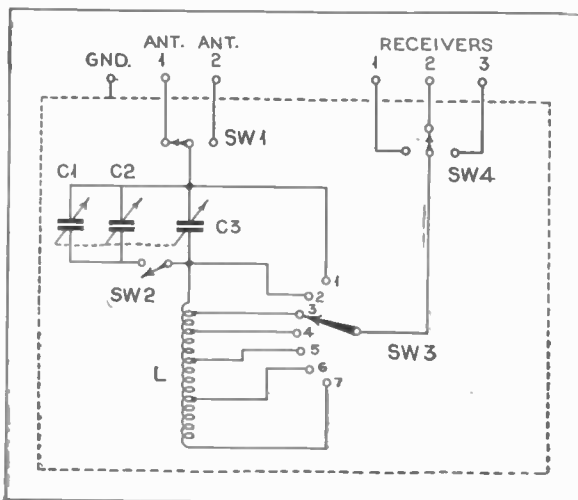 ANT. ANT. RECEIVERS
GND. 1 2 1 2 3
SW1
SW4
C1 C2
C3
1
SW2 2
3
4 SW3
5
L 6
7